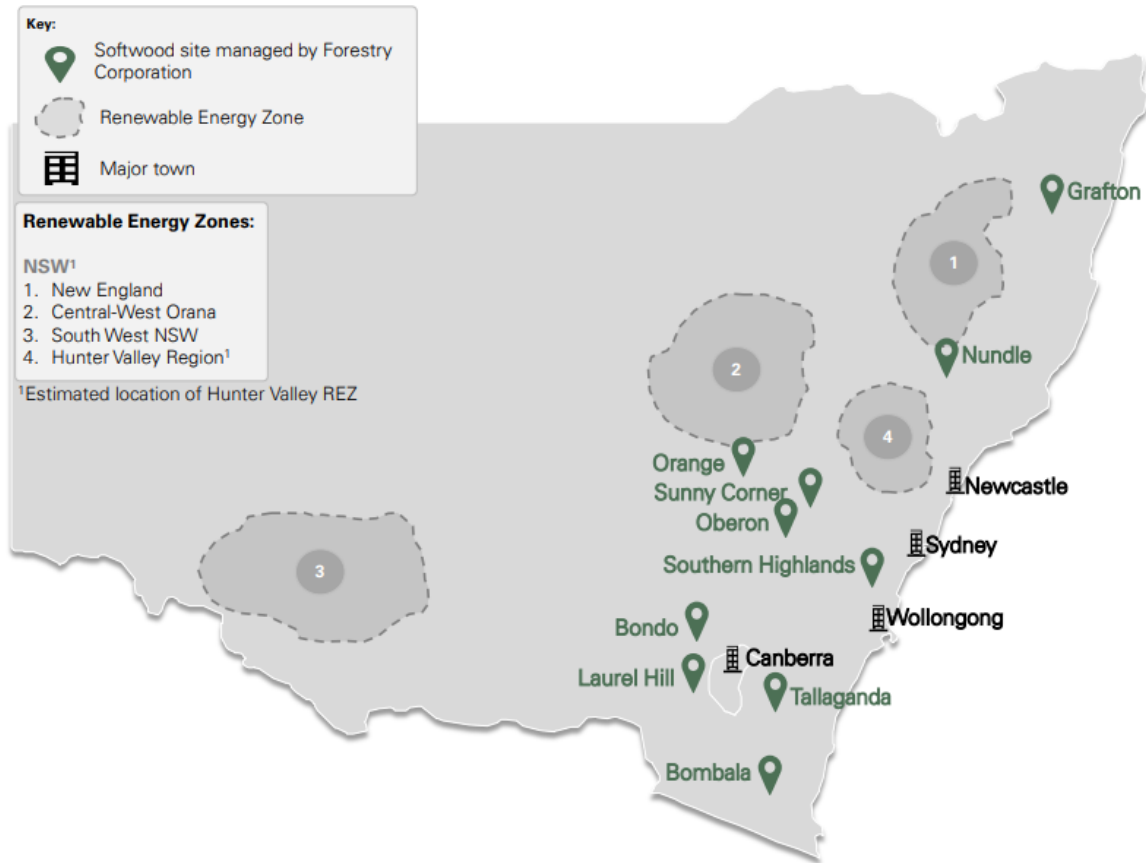 Key:
Softwood site managed by Forestry
Corporation
Renewable Energy Zone
Major town
Renewable Energy Zones:
NSW¹
1. New England
2. Central-West Orana
3. South West NSW
4. Hunter Valley Region¹
¹Estimated location of Hunter Valley REZ
Grafton
1
Nundle
2
4
Orange
Sunny Corner
Newcastle
Oberon
Sydney
Southern Highlands
3
Wollongong
Bondo
Canberra
Laurel Hill
Tallaganda
Bombala